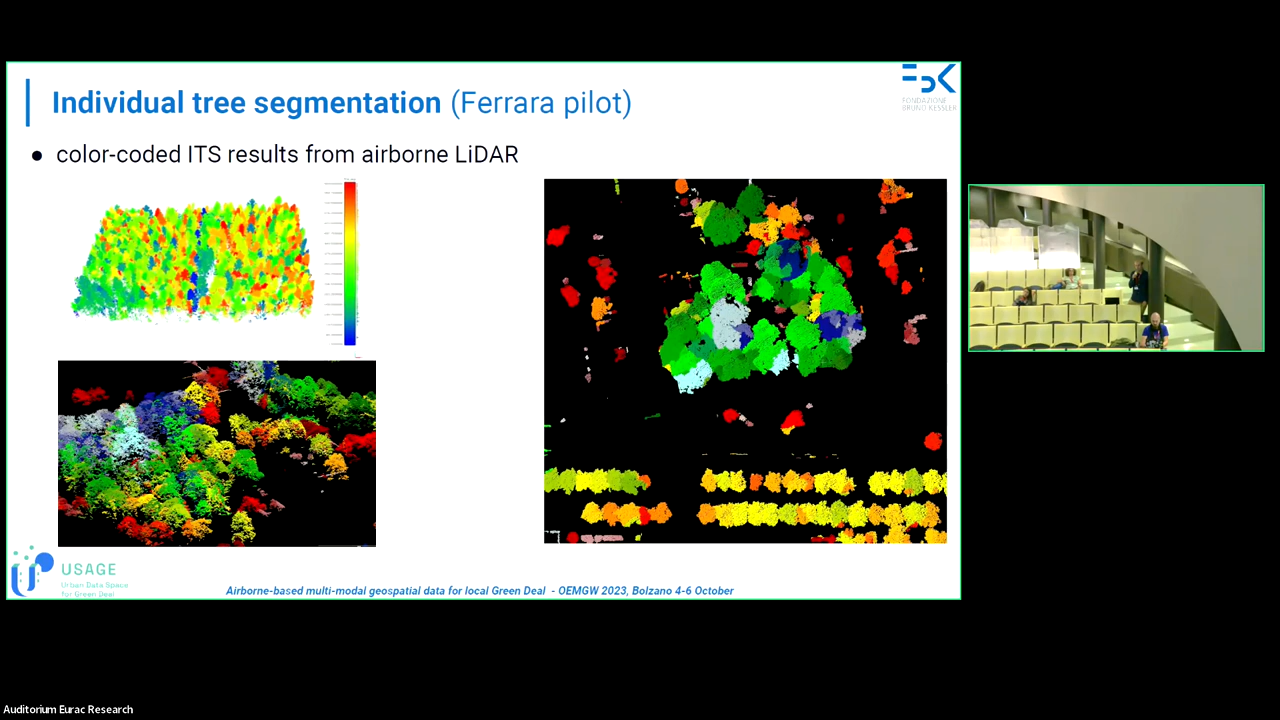 Individual tree segmentation (Ferrara pilot)
FONDAZIONE
BRUNO KESSLER
● color-coded ITS results from airborne LiDAR
USAGE
Urban Data Space
for Green Deal
Airborne-based multi-modal geospatial data for local Green Deal - OEMGW 2023, Bolzano 4-6 October
Auditorium Eurac Research